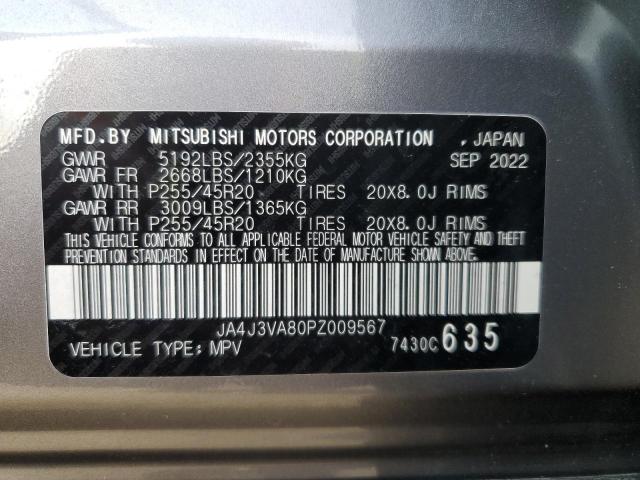 MFD.BY MITSUBISHI MOTORS CORPORATION , JAPAN
GVWR 5192LBS/2355KG SEP 2022
GAWR FR 2668LBS/1210KG
WITH P255/45R20 TIRES 20X8.0J RIMS
GAWR RR 3009LBS/1365KG
WITH P255/45R20 TIRES 20X8.0J RIMS
THIS VEHICLE CONFORMS TO ALL APPLICABLE FEDERAL MOTOR VEHICLE SAFETY AND THEFT
PREVENTION STANDARDS IN EFFECT ON THE DATE OF MANUFACTURE SHOWN ABOVE.
JA4J3VA80PZ009567
VEHICLE TYPE: MPV 7430C 635